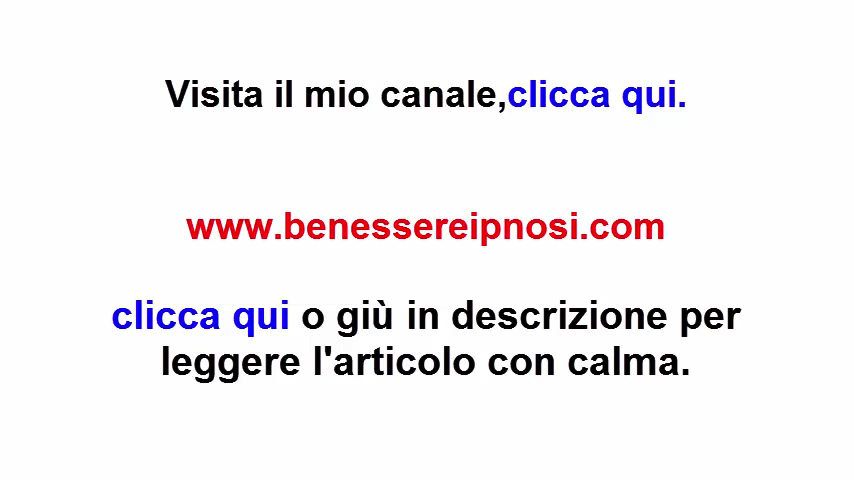 Visita il mio canale,clicca qui.
www.benessereipnosi.com
clicca qui o giù in descrizione per
leggere l'articolo con calma.